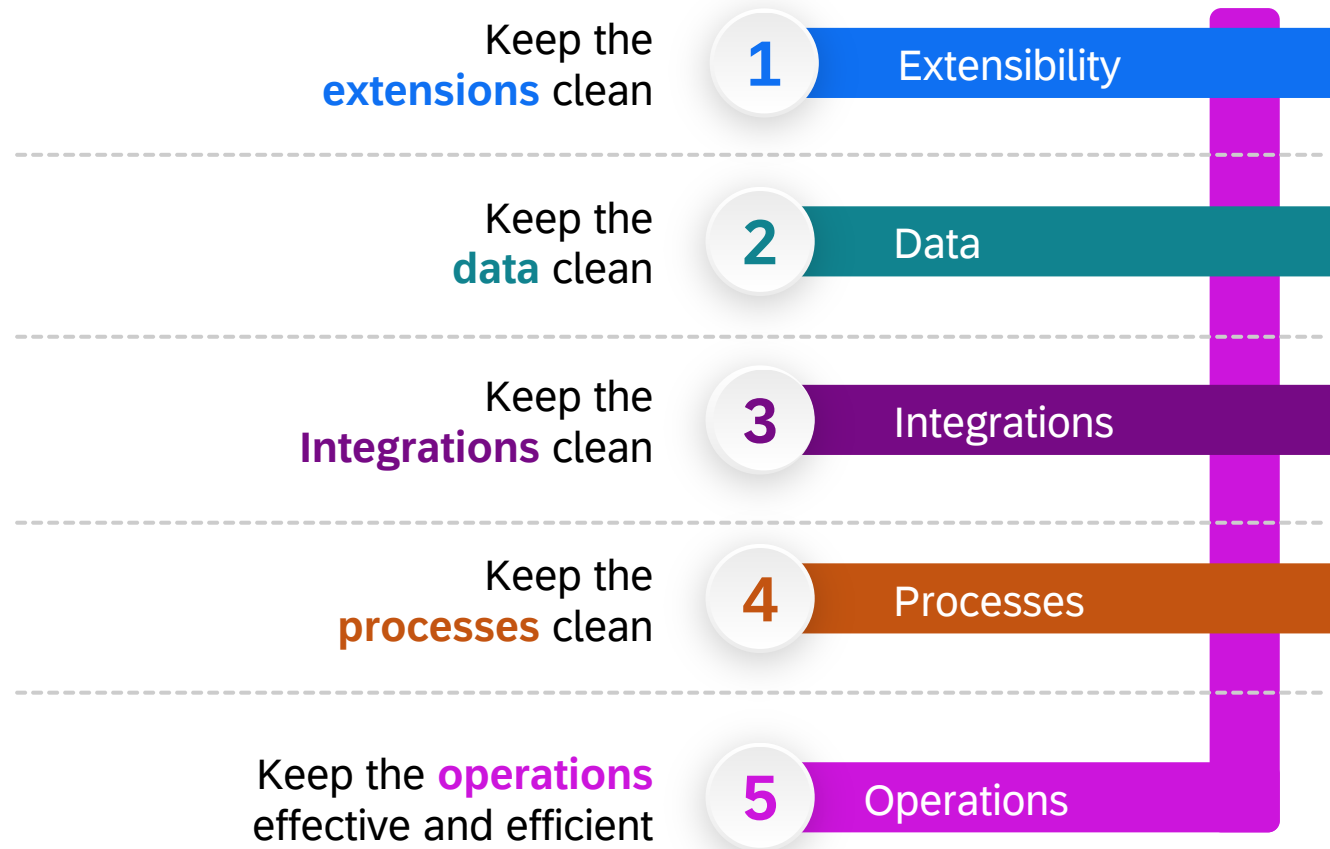 Keep the
extensions clean
1
Extensibility
Keep the
data clean
2
Data
Keep the
Integrations clean
3
Integrations
Keep the
processes clean
4
Processes
Keep the operations
effective and efficient
5
Operations